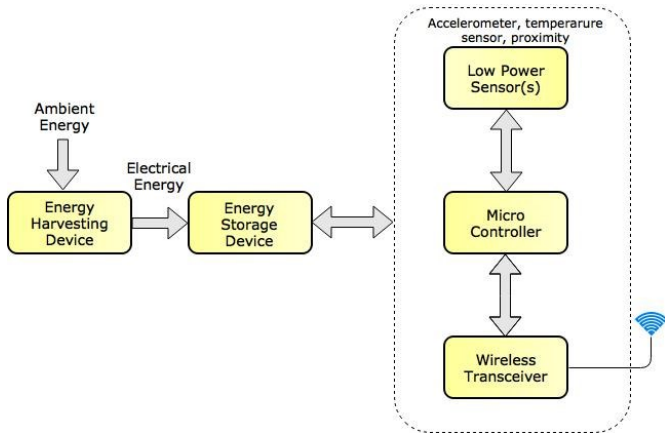 Accelerometer, temperarure
sensor, proximity
Low Power
Sensor(s)
Ambient
Energy
Electrical
Energy
Energy
Harvesting
Device
Energy
Storage
Device
Micro
Controller
Wireless
Transceiver